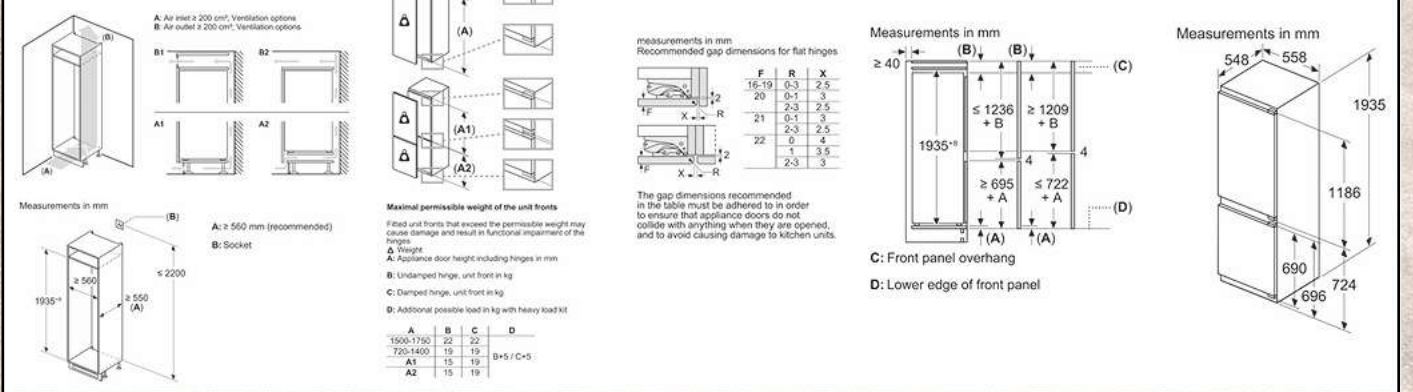 A: Air inlet ≥ 200 cm², Ventilation options
B: Air outlet ≥ 200 cm², Ventilation options
(B)
B1
B2
A1
A2
(A)
Measurements in mm
(B)
A: ≥ 560 mm (recommended)
B: Socket
≤ 2200
≥ 560
1935⁺⁸
≥ 550
(A)
(A)
(A1)
(A2)
Maximal permissible weight of the unit fronts
Fitted unit fronts that exceed the permissible weight may
cause damage and result in functional impairment of the
hinges
Weight
A: Appliance door height including hinges in mm
B: Undamped hinge, unit front in kg
C: Damped hinge, unit front in kg
D: Additional possible load in kg with heavy load kit
A B C D
1500-1750 22 22
720-1400 19 19
B+5 / C+5
A1 15 19
A2 15 19
measurements in mm
Recommended gap dimensions for flat hinges
F R X
16-19 0-3 2.5
20 0-1 3
2-3 2.5
21 0-1 3
2-3 2.5
22 0 4
1 3.5
2-3 3
2
F
X
R
2
F
X
R
The gap dimensions recommended
in the table must be adhered to in order
to ensure that appliance doors do not
collide with anything when they are opened,
and to avoid causing damage to kitchen units.
Measurements in mm
(B) (B)
≥ 40
(C)
≤ 1236
+ B
≥ 1209
+ B
1935⁺⁸
4
4
≥ 695
+ A
≤ 722
+ A
(D)
(A) (A)
C: Front panel overhang
D: Lower edge of front panel
Measurements in mm
548
558
1935
1186
690
696
724